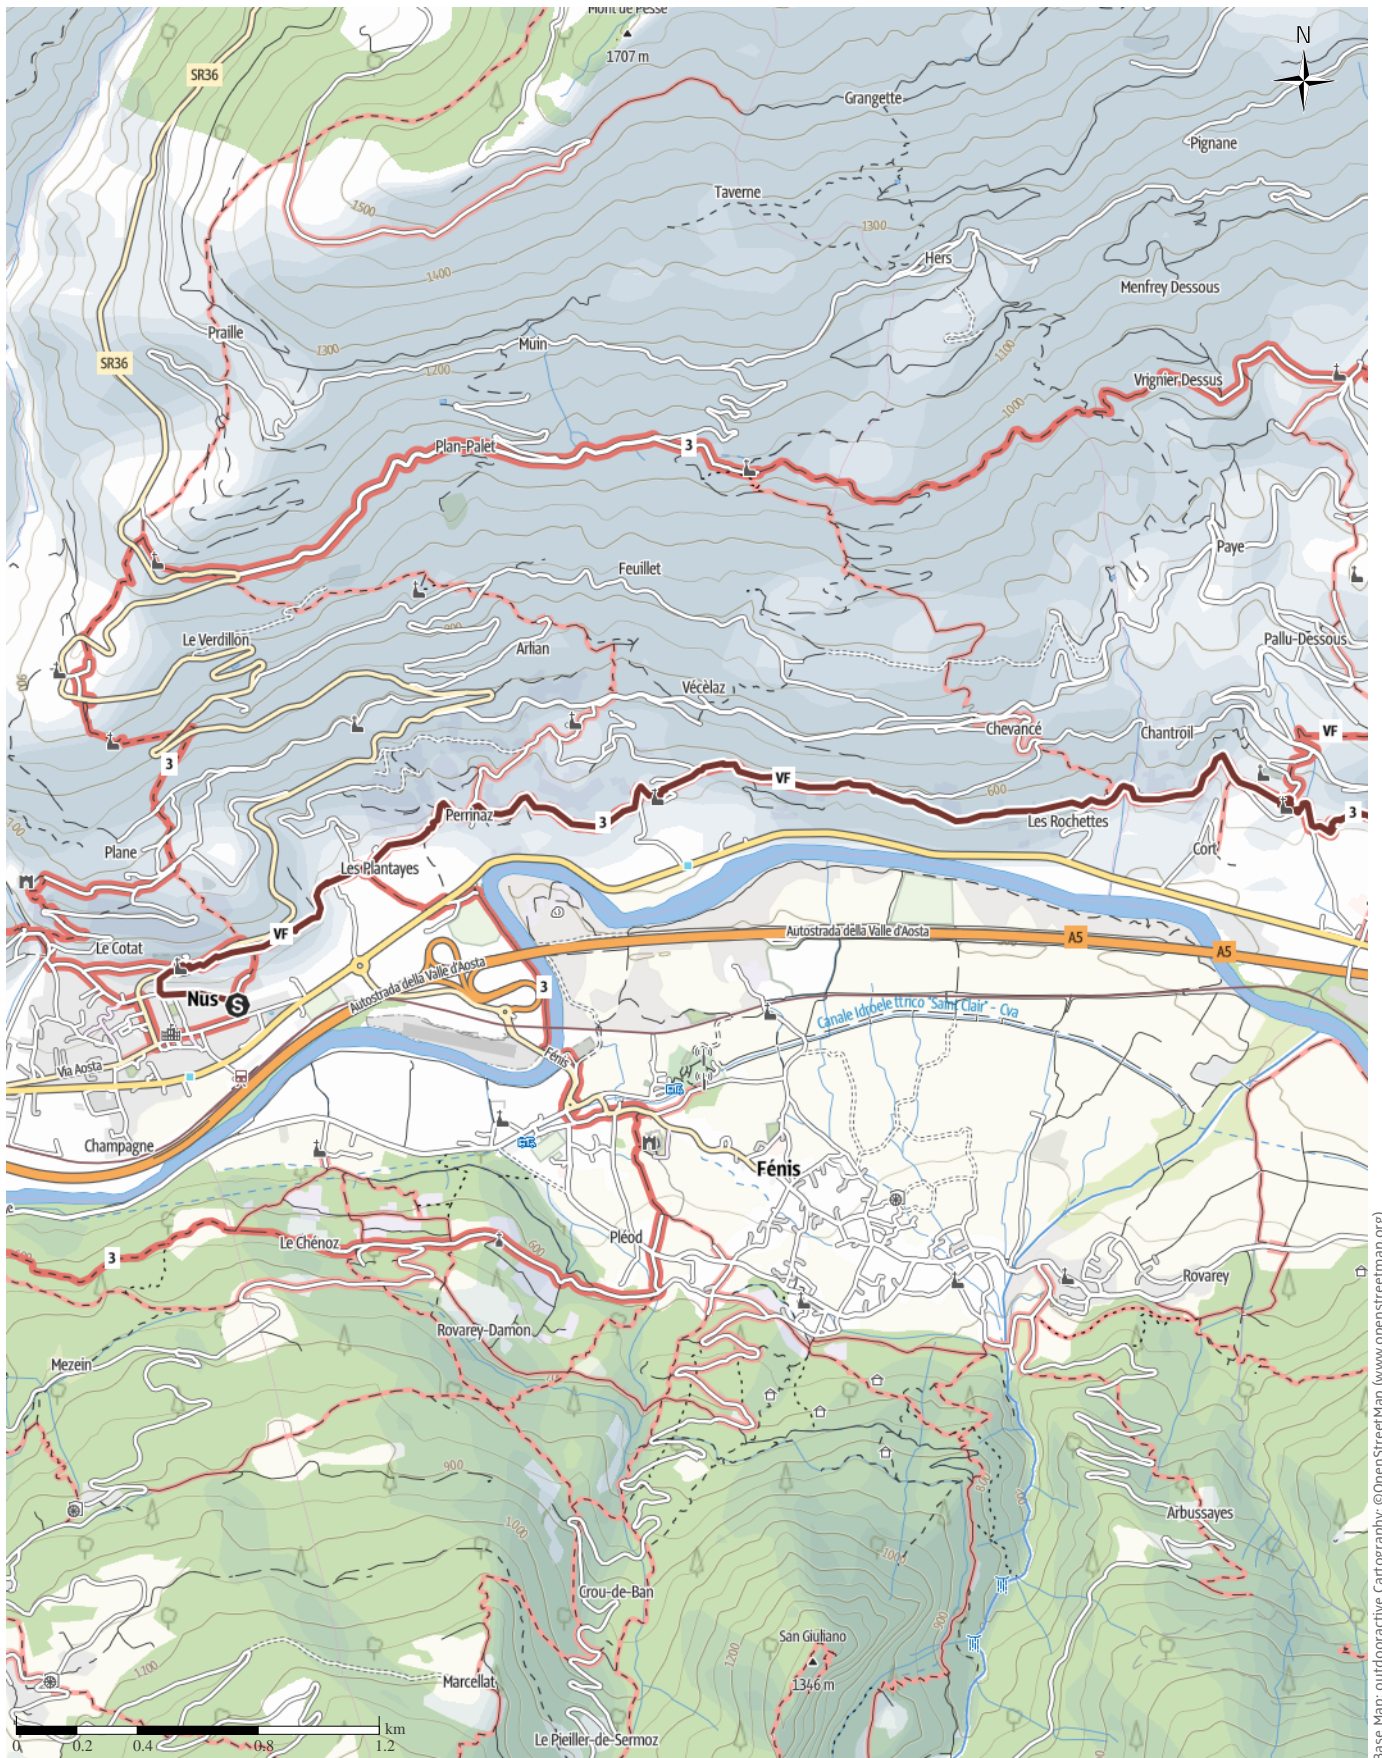 Mont de Pesse
N
SR36
1707 m
Grangette
Pignane
Taverne
1500
1300
Hers
1400
Menfrey Dessous
Praille
1300
Muin
1100
SR36
1200
Vrignier Dessus
1000
Plan-Palet
3
Paye
Feuillet
900
Le Verdillon
Arlian
Pallu-Dessous
900
Vécèlaz
Chevancé
Chantroil
VF
3
VF
600
700
Perrinaz
3
Les Rochettes
3
Plane
Les Plantayes
Cort
VF
Autostrada della Valle d'Aosta
A5
Le Cotat
A5
Autostrada della Valle d'Aosta
Nus
S
3
Canale Idroelettrico "Saint Clair" - Cva
Fénis
Via Aosta
Champagne
Fénis
3
Le Chénoz
600
Pléod
Rovarey
Rovarey-Damon
Mezein
900
800
700
Arbussayes
1000
1000
Crou-de-Ban
900
San Giuliano
1200
1100
Marcellat
1346 m
km
Le Pieiller-de-Sermoz
0 0.2 0.4 0.8 1.2
Base Map: outdooractive Cartography; ©OpenStreetMap (www.openstreetmap.org)